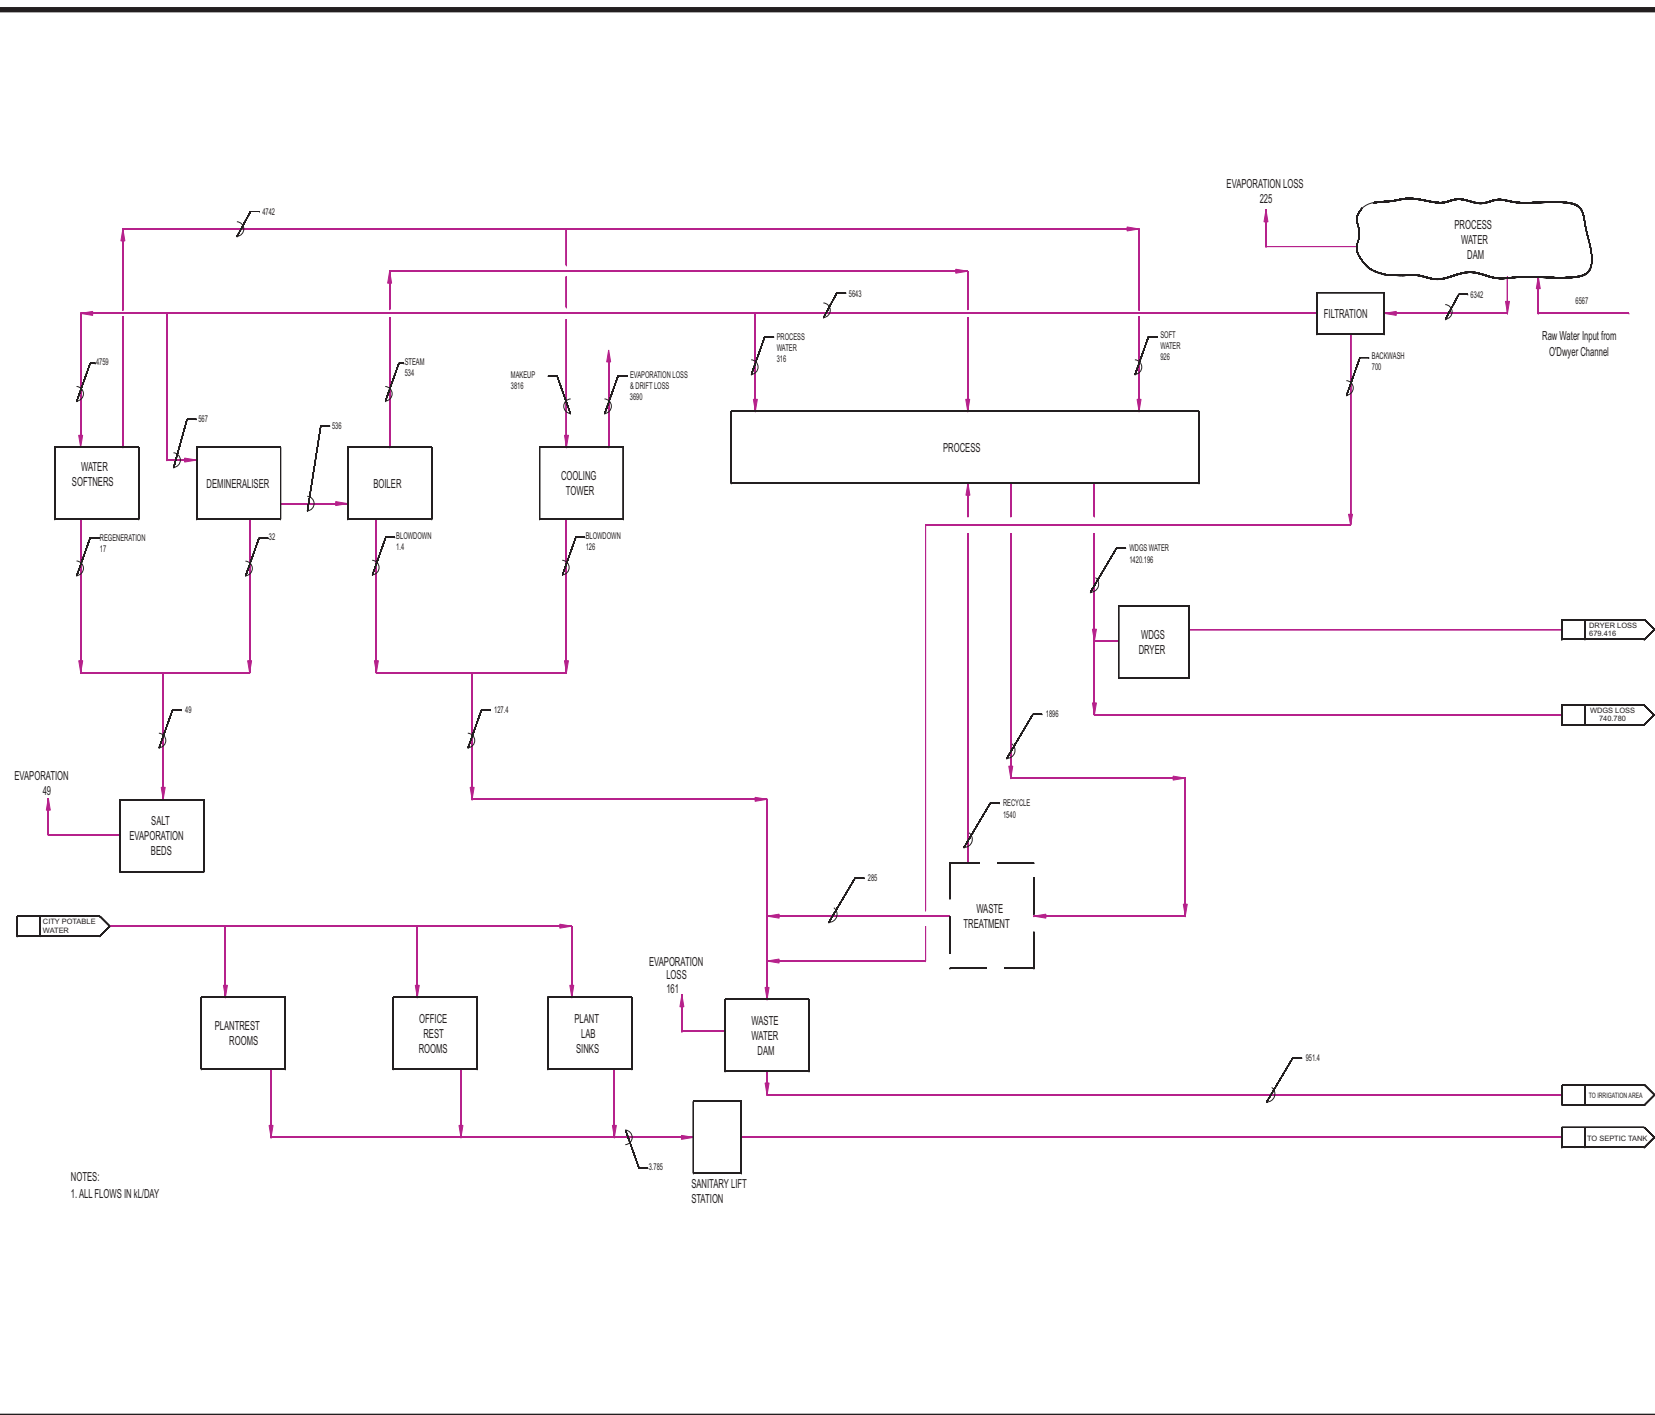 EVAPORATION LOSS
225
PROCESS
WATER
DAM
4742
5643
FILTRATION
6342
6567
Raw Water Input from
O'Dwyer Channel
4759
STEAM
534
MAKEUP
3816
EVAPORATION LOSS
& DRIFT LOSS
3690
PROCESS
WATER
316
SOFT
WATER
926
BACKWASH
700
567
536
WATER
SOFTNERS
DEMINERALISER
BOILER
COOLING
TOWER
PROCESS
REGENERATION
17
32
BLOWDOWN
1.4
BLOWDOWN
126
WDGS WATER
1420.196
WDGS
DRYER
DRYER LOSS
679.416
49
127.4
1896
WDGS LOSS
740.780
EVAPORATION
49
SALT
EVAPORATION
BEDS
RECYCLE
1540
285
WASTE
TREATMENT
CITY POTABLE
WATER
EVAPORATION
LOSS
161
PLANTREST
ROOMS
OFFICE
REST
ROOMS
PLANT
LAB
SINKS
WASTE
WATER
DAM
951.4
TO IRRIGATION AREA
TO SEPTIC TANK
3.785
SANITARY LIFT
STATION
NOTES:
1. ALL FLOWS IN kL/DAY